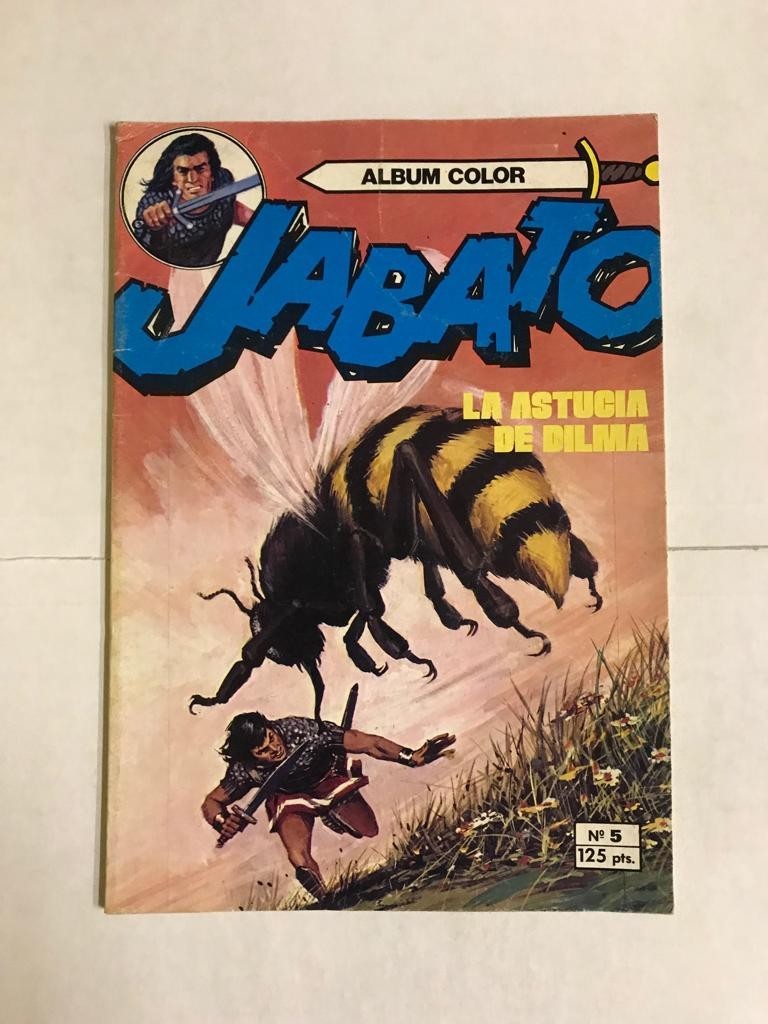 ALBUM COLOR
JABATO
LA ASTUCIA
DE DILMA
Nº 5
125 pts.